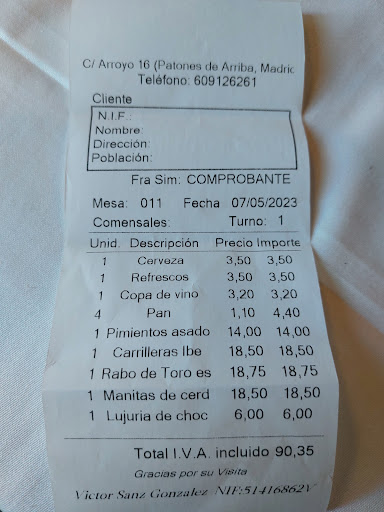 C/ Arroyo 16 (Patones de Arriba, Madrid
Teléfono: 609126261
Cliente
N.I.F.:
Nombre:
Dirección:
Población:
Fra Sim: COMPROBANTE
Mesa: 011 Fecha 07/05/2023
Comensales: Turno: 1
Unid. Descripción Precio Importe
1 Cerveza 3,50 3,50
1 Refrescos 3,50 3,50
1 Copa de vino 3,20 3,20
4 Pan 1,10 4,40
1 Pimientos asado 14,00 14,00
1 Carrilleras Ibe 18,50 18,50
1 Rabo de Toro es 18,75 18,75
1 Manitas de cerd 18,50 18,50
1 Lujuria de choc 6,00 6,00
Total I.V.A. incluido 90,35
Gracias por su Visita
Victor Sanz Gonzalez NIF:51416862V